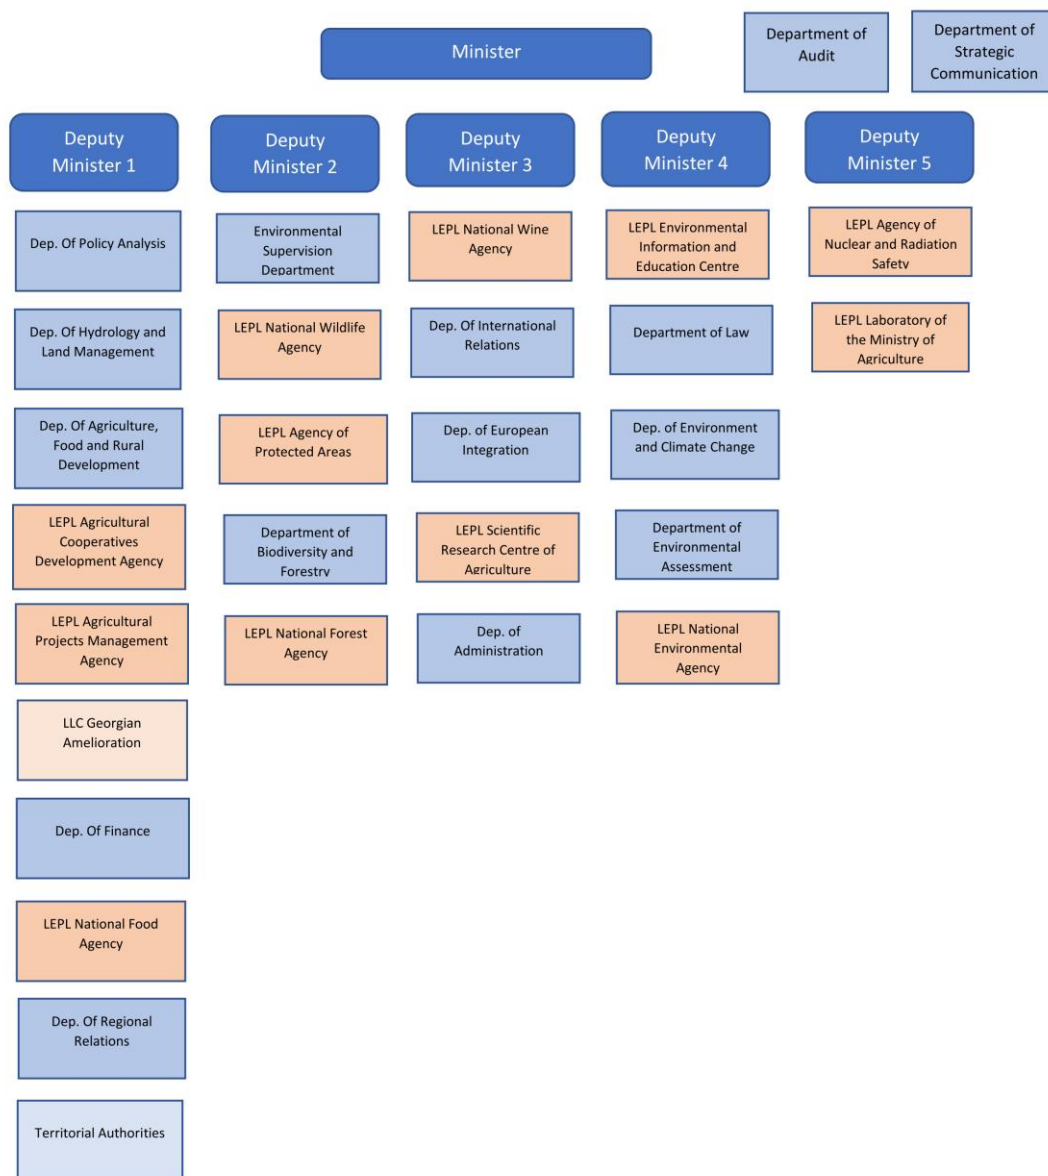 Minister
Department of
Audit
Department of
Strategic
Communication
Deputy
Minister 1
Deputy
Minister 2
Deputy
Minister 3
Deputy
Minister 4
Deputy
Minister 5
Dep. Of Policy Analysis
Environmental
Supervision
Department
LEPL National Wine
Agency
LEPL Environmental
Information and
Education Centre
LEPL Agency of
Nuclear and Radiation
Safety
Dep. Of Hydrology and
Land Management
LEPL National Wildlife
Agency
Dep. Of International
Relations
Department of Law
LEPL Laboratory of
the Ministry of
Agriculture
Dep. Of Agriculture,
Food and Rural
Development
LEPL Agency of
Protected Areas
Dep. of European
Integration
Dep. of Environment
and Climate Change
LEPL Agricultural
Cooperatives
Development Agency
Department of
Biodiversity and
Forestry
LEPL Scientific
Research Centre of
Agriculture
Department of
Environmental
Assessment
LEPL Agricultural
Projects Management
Agency
LEPL National Forest
Agency
Dep. of
Administration
LEPL National
Environmental
Agency
LLC Georgian
Amelioration
Dep. Of Finance
LEPL National Food
Agency
Dep. Of Regional
Relations
Territorial Authorities